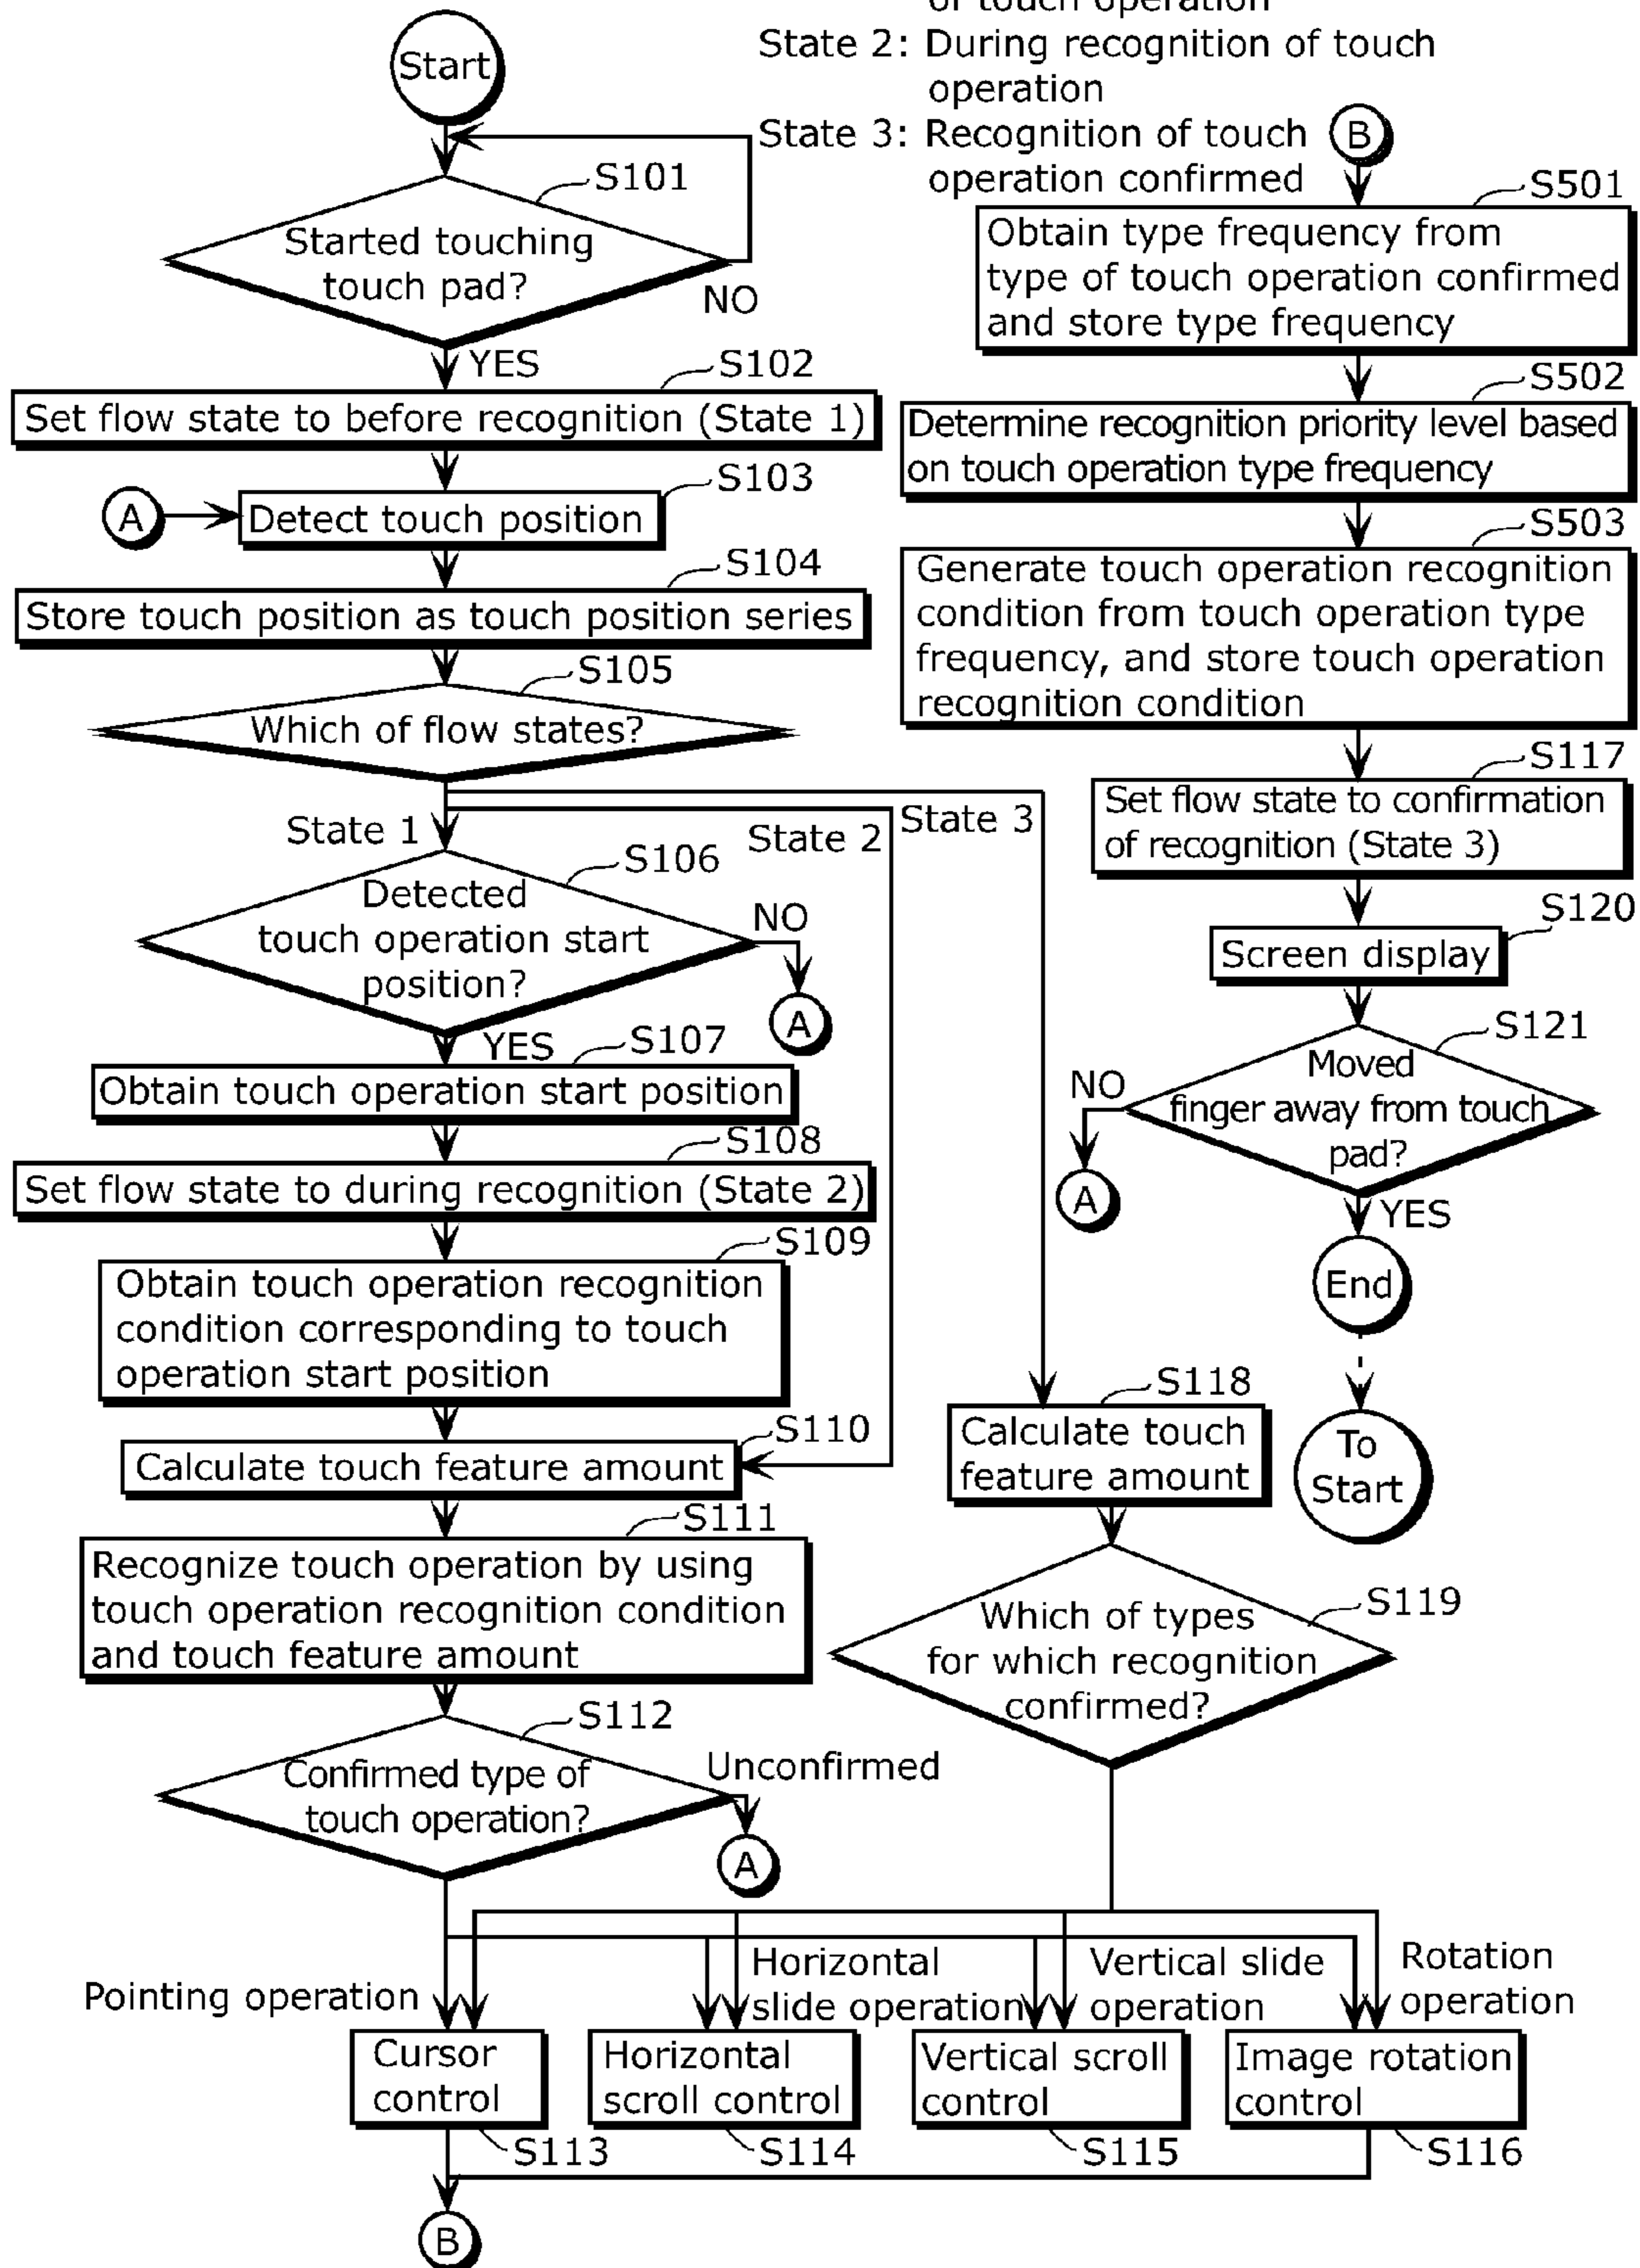 of touch operation
State 2: During recognition of touch
operation
State 3: Recognition of touch
operation confirmed
Start
S101
Started touching
touch pad?
NO
YES
S102
Set flow state to before recognition (State 1)
S103
A
Detect touch position
S104
Store touch position as touch position series
S105
Which of flow states?
State 1
State 2
State 3
S106
Detected
touch operation start
position?
NO
A
YES
S107
Obtain touch operation start position
S108
Set flow state to during recognition (State 2)
S109
Obtain touch operation recognition
condition corresponding to touch
operation start position
S110
Calculate touch feature amount
S111
Recognize touch operation by using
touch operation recognition condition
and touch feature amount
S112
Confirmed type of
touch operation?
Unconfirmed
A
S118
Calculate touch
feature amount
S119
Which of types
for which recognition
confirmed?
Pointing operation
Horizontal
slide operation
Vertical slide
operation
Rotation
operation
Cursor
control
S113
Horizontal
scroll control
S114
Vertical scroll
control
S115
Image rotation
control
S116
B
B
S501
Obtain type frequency from
type of touch operation confirmed
and store type frequency
S502
Determine recognition priority level based
on touch operation type frequency
S503
Generate touch operation recognition
condition from touch operation type
frequency, and store touch operation
recognition condition
S117
Set flow state to confirmation
of recognition (State 3)
S120
Screen display
S121
Moved
finger away from touch
pad?
NO
A
YES
End
To
Start